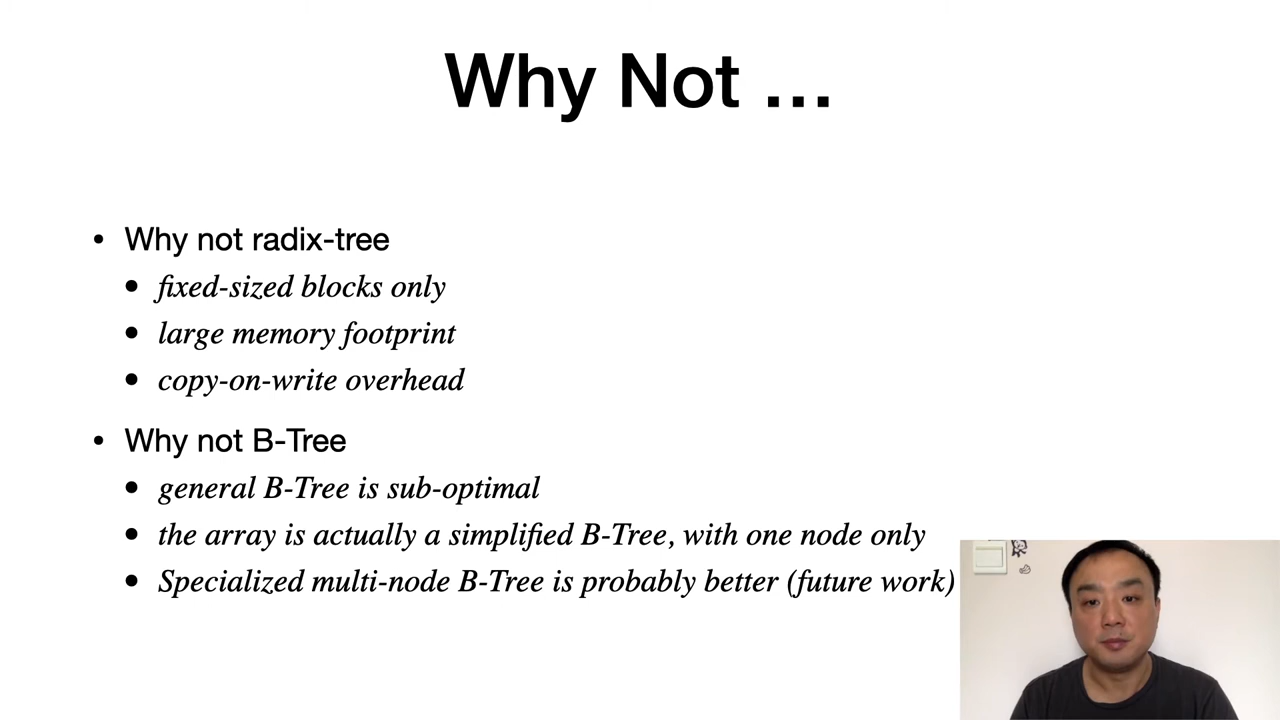 Why Not …
• Why not radix-tree
• fixed-sized blocks only
• large memory footprint
• copy-on-write overhead
• Why not B-Tree
• general B-Tree is sub-optimal
• the array is actually a simplified B-Tree, with one node only
• Specialized multi-node B-Tree is probably better (future work)